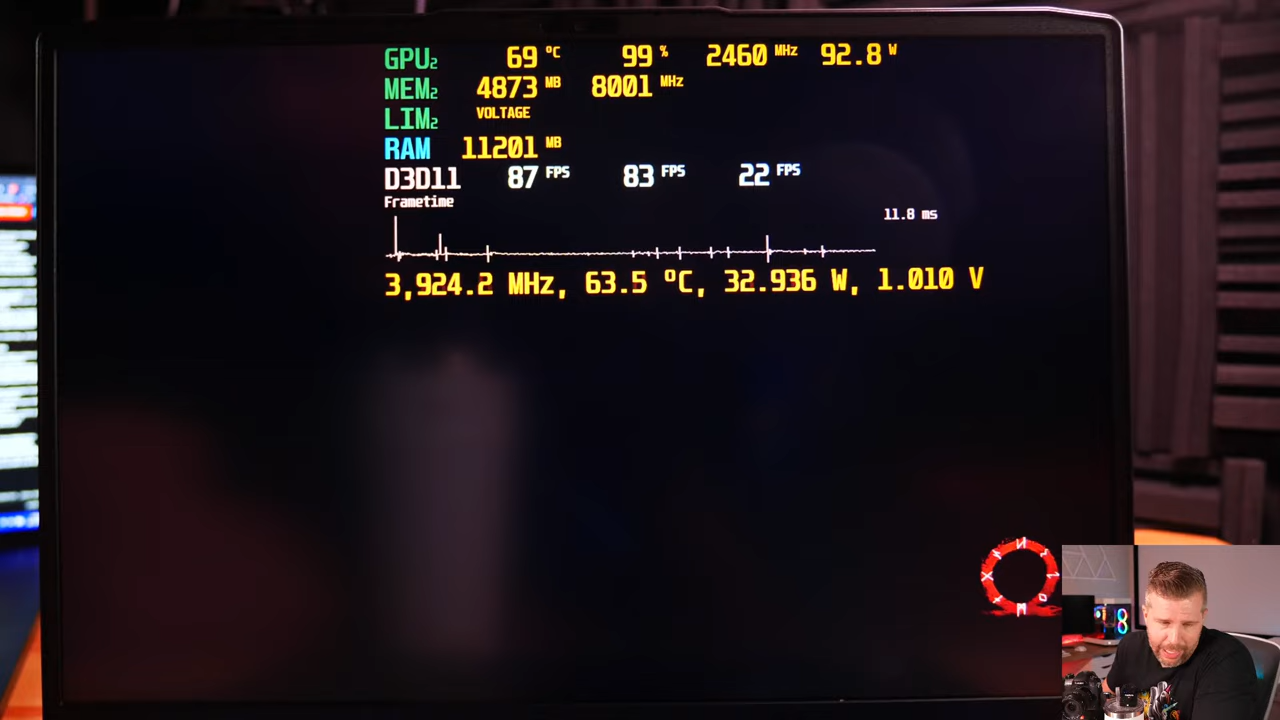 GPU2 69 °C 99 % 2460 MHz 92.8 W
MEM2 4873 MB 8001 MHz
LIM2 VOLTAGE
RAM 11201 MB
D3D11 87 FPS 83 FPS 22 FPS
Frametime
11.8 ms
3,924.2 MHz, 63.5 °C, 32.936 W, 1.010 V